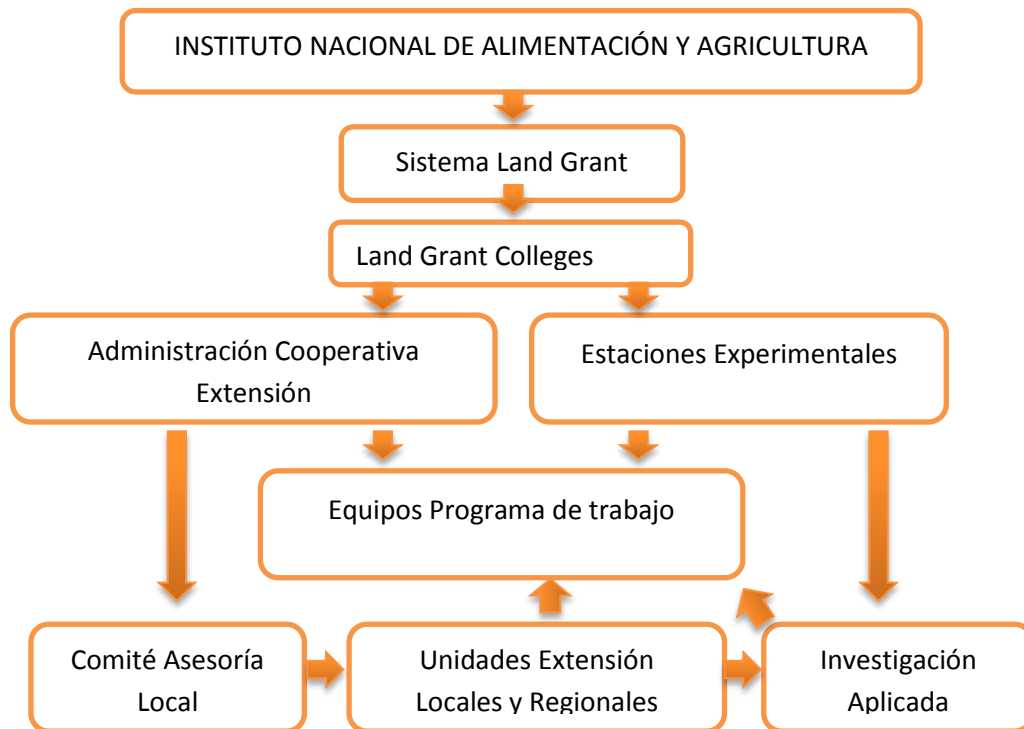 INSTITUTO NACIONAL DE ALIMENTACIÓN Y AGRICULTURA
Sistema Land Grant
Land Grant Colleges
Administración Cooperativa
Extensión
Estaciones Experimentales
Equipos Programa de trabajo
Comité Asesoría
Local
Unidades Extensión
Locales y Regionales
Investigación
Aplicada